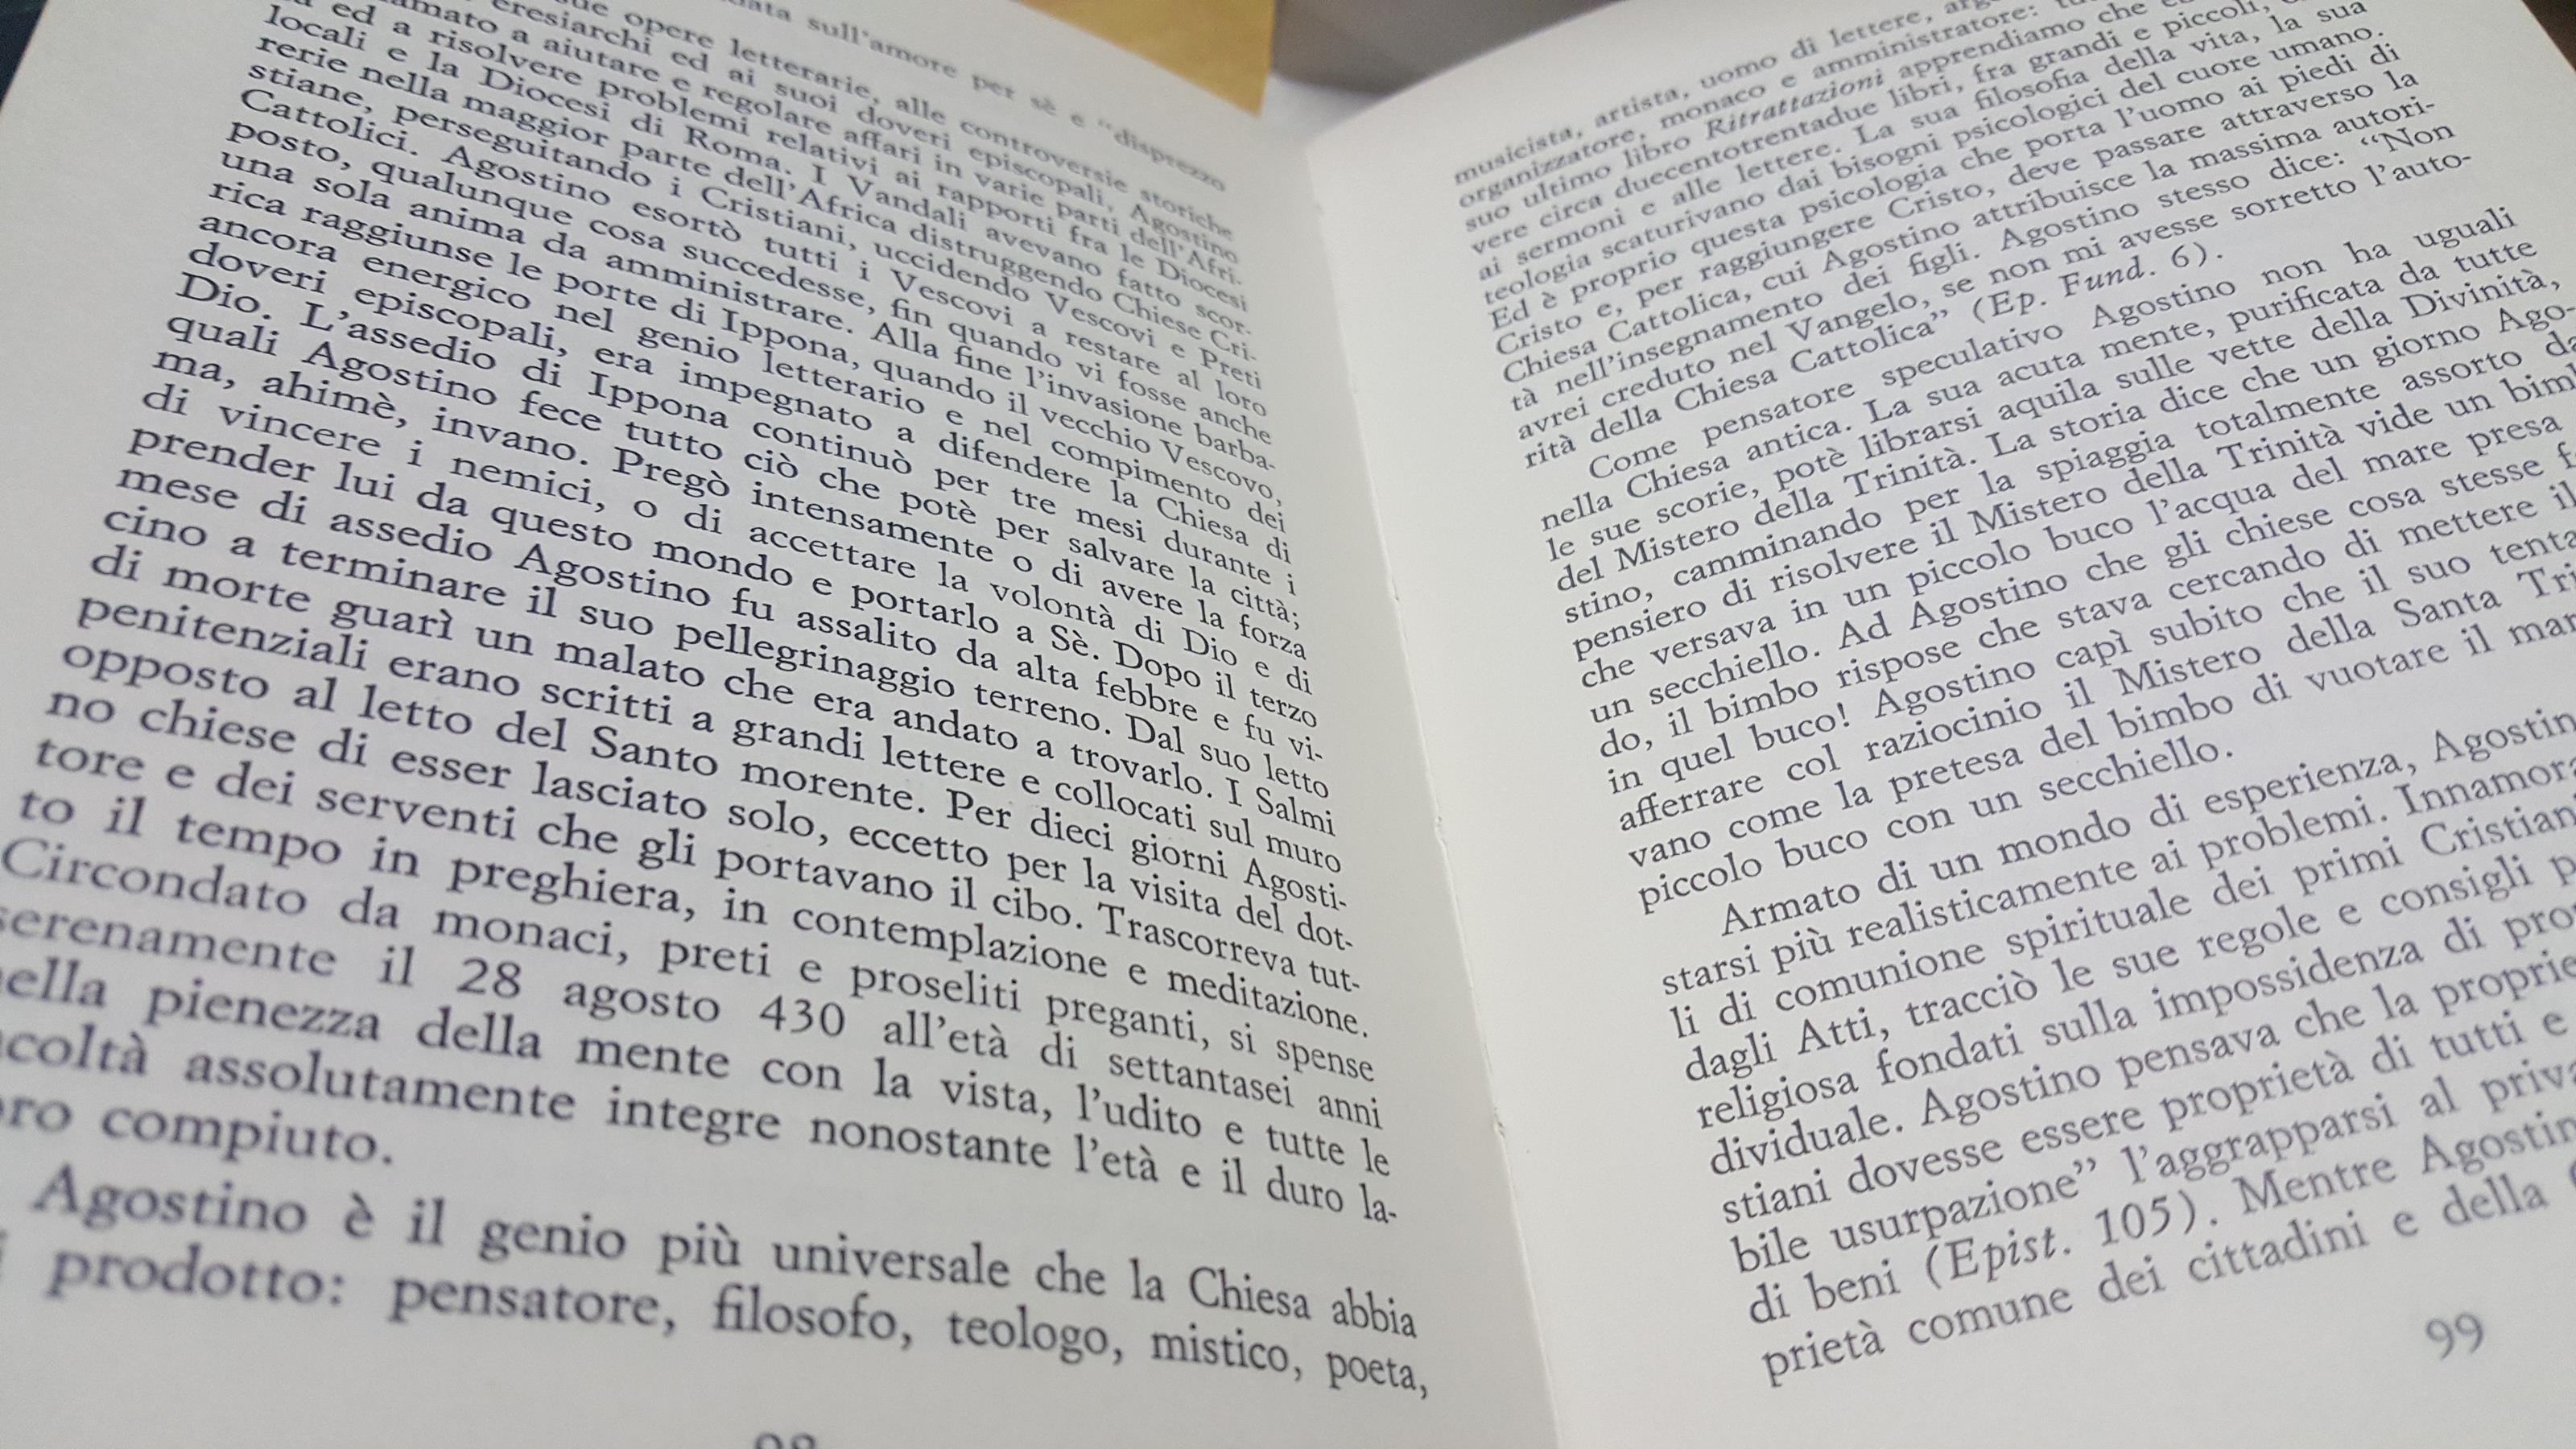 sull'amore per sè e "disprezzo
opere letterarie, alle controversie storiche
eresiarchi ed ai suoi doveri episcopali, Agostino
a aiutare e regolare affari in varie parti dell'Afri-
ed a risolvere problemi relativi ai rapporti fra le Diocesi
locali e la Diocesi di Roma. I Vandali avevano fatto scor-
rerie nella maggior parte dell'Africa distruggendo Chiese Cri-
stiane, perseguitando i Cristiani, uccidendo Vescovi e Preti
Cattolici. Agostino esortò tutti i Vescovi a restare al loro
posto, qualunque cosa succedesse, fin quando vi fosse anche
una sola anima da amministrare. Alla fine l'invasione barba-
rica raggiunse le porte di Ippona, quando il vecchio Vescovo,
ancora energico nel genio letterario e nel compimento dei
doveri episcopali, era impegnato a difendere la Chiesa di
Dio. L'assedio di Ippona continuò per tre mesi durante i
quali Agostino fece tutto ciò che potè per salvare la città;
ma, ahimè, invano. Pregò intensamente o di avere la forza
di vincere i nemici, o di accettare la volontà di Dio e di
prender lui da questo mondo e portarlo a Sè. Dopo il terzo
mese di assedio Agostino fu assalito da alta febbre e fu vi-
cino a terminare il suo pellegrinaggio terreno. Dal suo letto
di morte guarì un malato che era andato a trovarlo. I Salmi
penitenziali erano scritti a grandi lettere e collocati sul muro
opposto al letto del Santo morente. Per dieci giorni Agosti-
no chiese di esser lasciato solo, eccetto per la visita del dot-
tore e dei serventi che gli portavano il cibo. Trascorreva tut-
to il tempo in preghiera, in contemplazione e meditazione.
Circondato da monaci, preti e proseliti preganti, si spense
serenamente il 28 agosto 430 all'età di settantasei anni
nella pienezza della mente con la vista, l'udito e tutte le
coltà assolutamente integre nonostante l'età e il duro la-
ro compiuto.
Agostino è il genio più universale che la Chiesa abbia
prodotto: pensatore, filosofo, teologo, mistico, poeta,
98
musicista, artista, uomo di lettere,
organizzatore, monaco e amministratore:
suo ultimo libro Ritrattazioni apprendiamo che
vere circa duecentotrentadue libri, fra grandi e piccoli,
ai sermoni e alle lettere. La sua filosofia della vita, la sua
teologia scaturivano dai bisogni psicologici del cuore umano.
Ed è proprio questa psicologia che porta l'uomo ai piedi di
Cristo e, per raggiungere Cristo, deve passare attraverso la
Chiesa Cattolica, cui Agostino attribuisce la massima autori-
tà nell'insegnamento dei figli. Agostino stesso dice: "Non
avrei creduto nel Vangelo, se non mi avesse sorretto l'auto-
rità della Chiesa Cattolica" (Ep. Fund. 6).
Come pensatore speculativo Agostino non ha uguali
nella Chiesa antica. La sua acuta mente, purificata da tutte
le sue scorie, potè librarsi aquila sulle vette della Divinità,
del Mistero della Trinità. La storia dice che un giorno Ago-
stino, camminando per la spiaggia totalmente assorto da
pensiero di risolvere il Mistero della Trinità vide un bim
che versava in un piccolo buco l'acqua del mare presa
un secchiello. Ad Agostino che gli chiese cosa stesse f
do, il bimbo rispose che stava cercando di mettere il
in quel buco! Agostino capì subito che il suo tenta
afferrare col raziocinio il Mistero della Santa Tri
vano come la pretesa del bimbo di vuotare il mar
piccolo buco con un secchiello.
Armato di un mondo di esperienza, Agostin
starsi più realisticamente ai problemi. Innamora
li di comunione spirituale dei primi Cristian
dagli Atti, tracciò le sue regole e consigli p
religiosa fondati sulla impossidenza di pro
dividuale. Agostino pensava che la proprie
stiani dovesse essere proprietà di tutti e
bile usurpazione" l'aggrapparsi al priva
di beni (Epist. 105). Mentre Agostin
prietà comune dei cittadini e della
99